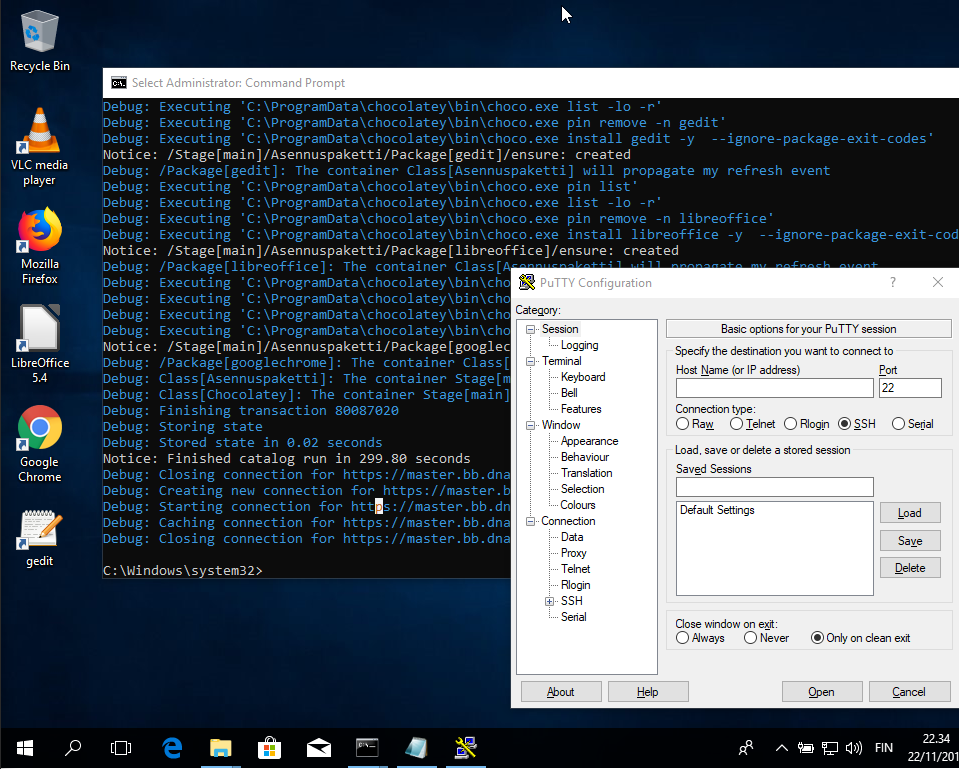 Recycle Bin
VLC media
player
Mozilla
Firefox
LibreOffice
5.4
Google
Chrome
gedit
Select Administrator: Command Prompt
Debug: Executing 'C:\ProgramData\chocolatey\bin\choco.exe list -lo -r'
Debug: Executing 'C:\ProgramData\chocolatey\bin\choco.exe pin remove -n gedit'
Debug: Executing 'C:\ProgramData\chocolatey\bin\choco.exe install gedit -y  --ignore-package-exit-codes'
Notice: /Stage[main]/Asennuspaketti/Package[gedit]/ensure: created
Debug: /Package[gedit]: The container Class[Asennuspaketti] will propagate my refresh event
Debug: Executing 'C:\ProgramData\chocolatey\bin\choco.exe pin list'
Debug: Executing 'C:\ProgramData\chocolatey\bin\choco.exe list -lo -r'
Debug: Executing 'C:\ProgramData\chocolatey\bin\choco.exe pin remove -n libreoffice'
Debug: Executing 'C:\ProgramData\chocolatey\bin\choco.exe install libreoffice -y  --ignore-package-exit-cod
Notice: /Stage[main]/Asennuspaketti/Package[libreoffice]/ensure: created
Debug: /Package[libreoffice]: The container Class[Asennuspaketti] will propagate my refresh event
Debug: Executing 'C:\ProgramData\chocolatey\bin
Debug: Executing 'C:\ProgramData\chocolatey\bin
Debug: Executing 'C:\ProgramData\chocolatey\bin
Debug: Executing 'C:\ProgramData\chocolatey\bin
Notice: /Stage[main]/Asennuspaketti/Package[googlec
Debug: /Package[googlechrome]: The container Class[
Debug: Class[Asennuspaketti]: The container Stage[m
Debug: Class[Chocolatey]: The container Stage[main]
Debug: Finishing transaction 80087020
Debug: Storing state
Debug: Stored state in 0.02 seconds
Notice: Finished catalog run in 299.80 seconds
Debug: Closing connection for https://master.bb.dna
Debug: Creating new connection for https://master.b
Debug: Starting connection for https://master.bb.dna
Debug: Caching connection for https://master.bb.dna
Debug: Closing connection for https://master.bb.dna
C:\Windows\system32>
PuTTY Configuration
Category:
Session
Logging
Terminal
Keyboard
Bell
Features
Window
Appearance
Behaviour
Translation
Selection
Colours
Connection
Data
Proxy
Telnet
Rlogin
SSH
Serial
Basic options for your PuTTY session
Specify the destination you want to connect to
Host Name (or IP address) Port
22
Connection type:
Raw Telnet Rlogin SSH Serial
Load, save or delete a stored session
Saved Sessions
Default Settings
Load
Save
Delete
Close window on exit:
Always Never Only on clean exit
About Help Open Cancel
FIN
22.34
22/11/201